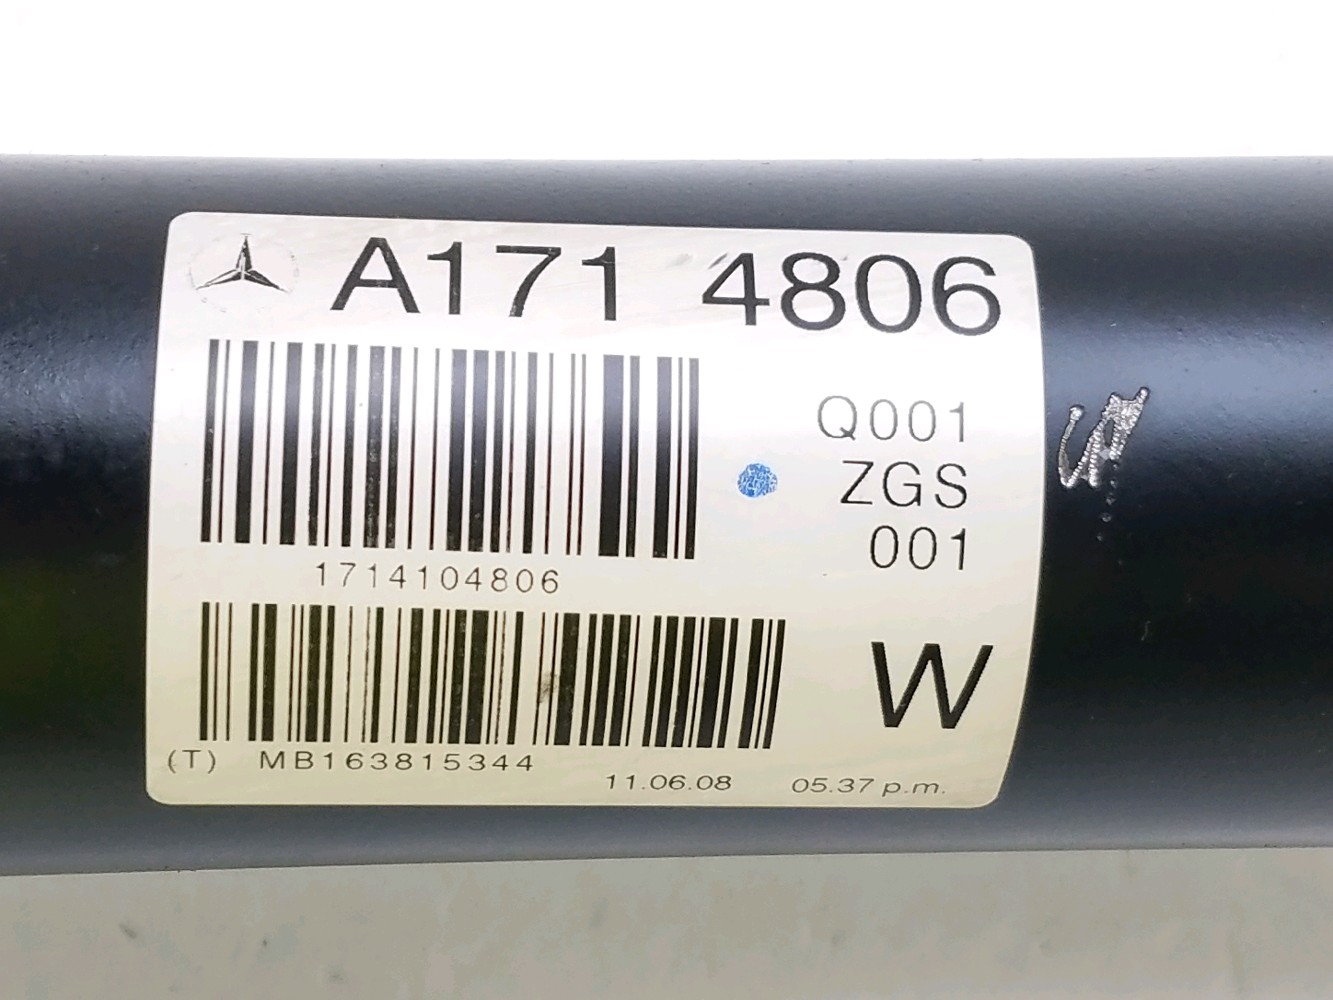 A171 4806
Q001
ZGS
001
1714104806
W
(T) MB163815344
11.06.08 05.37 p.m.